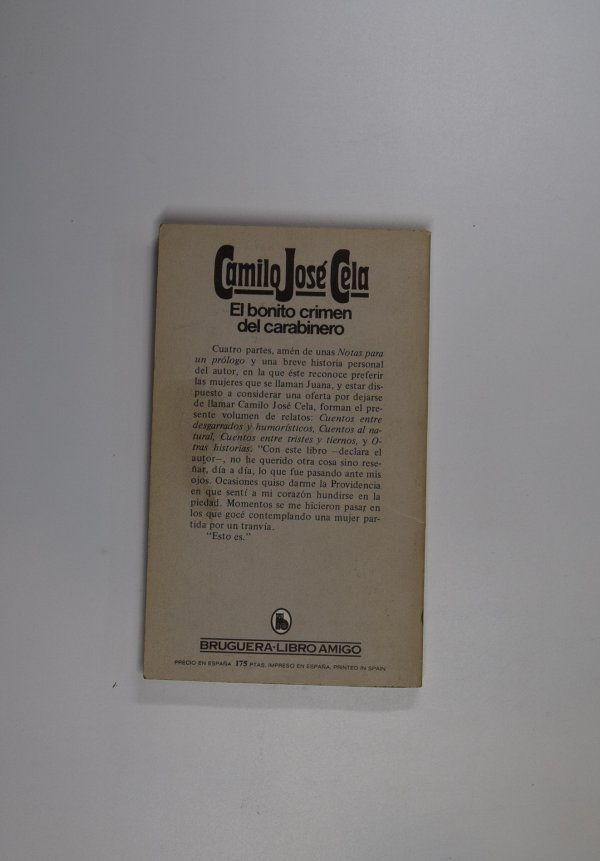 Camilo José Cela
El bonito crimen
del carabinero
Cuatro partes, amén de unas Notas para
un prólogo y una breve historia personal
del autor, en la que éste reconoce preferir
las mujeres que se llaman Juana, y estar dis-
puesto a considerar una oferta por dejarse
de llamar Camilo José Cela, forman el pre-
sente volumen de relatos: Cuentos entre
desgarrados y humorísticos, Cuentos al na-
tural, Cuentos entre tristes y tiernos, y O-
tras historias. "Con este libro —declara el
autor—, no he querido otra cosa sino rese-
ñar, día a día, lo que fue pasando ante mis
ojos. Ocasiones quiso darme la Providencia
en que sentí a mi corazón hundirse en la
piedad. Momentos se me hicieron pasar en
los que gocé contemplando una mujer par-
tida por un tranvía.
"Esto es."
BRUGUERA·LIBRO AMIGO
PRECIO EN ESPAÑA 175 PTAS. IMPRESO EN ESPAÑA, PRINTED IN SPAIN